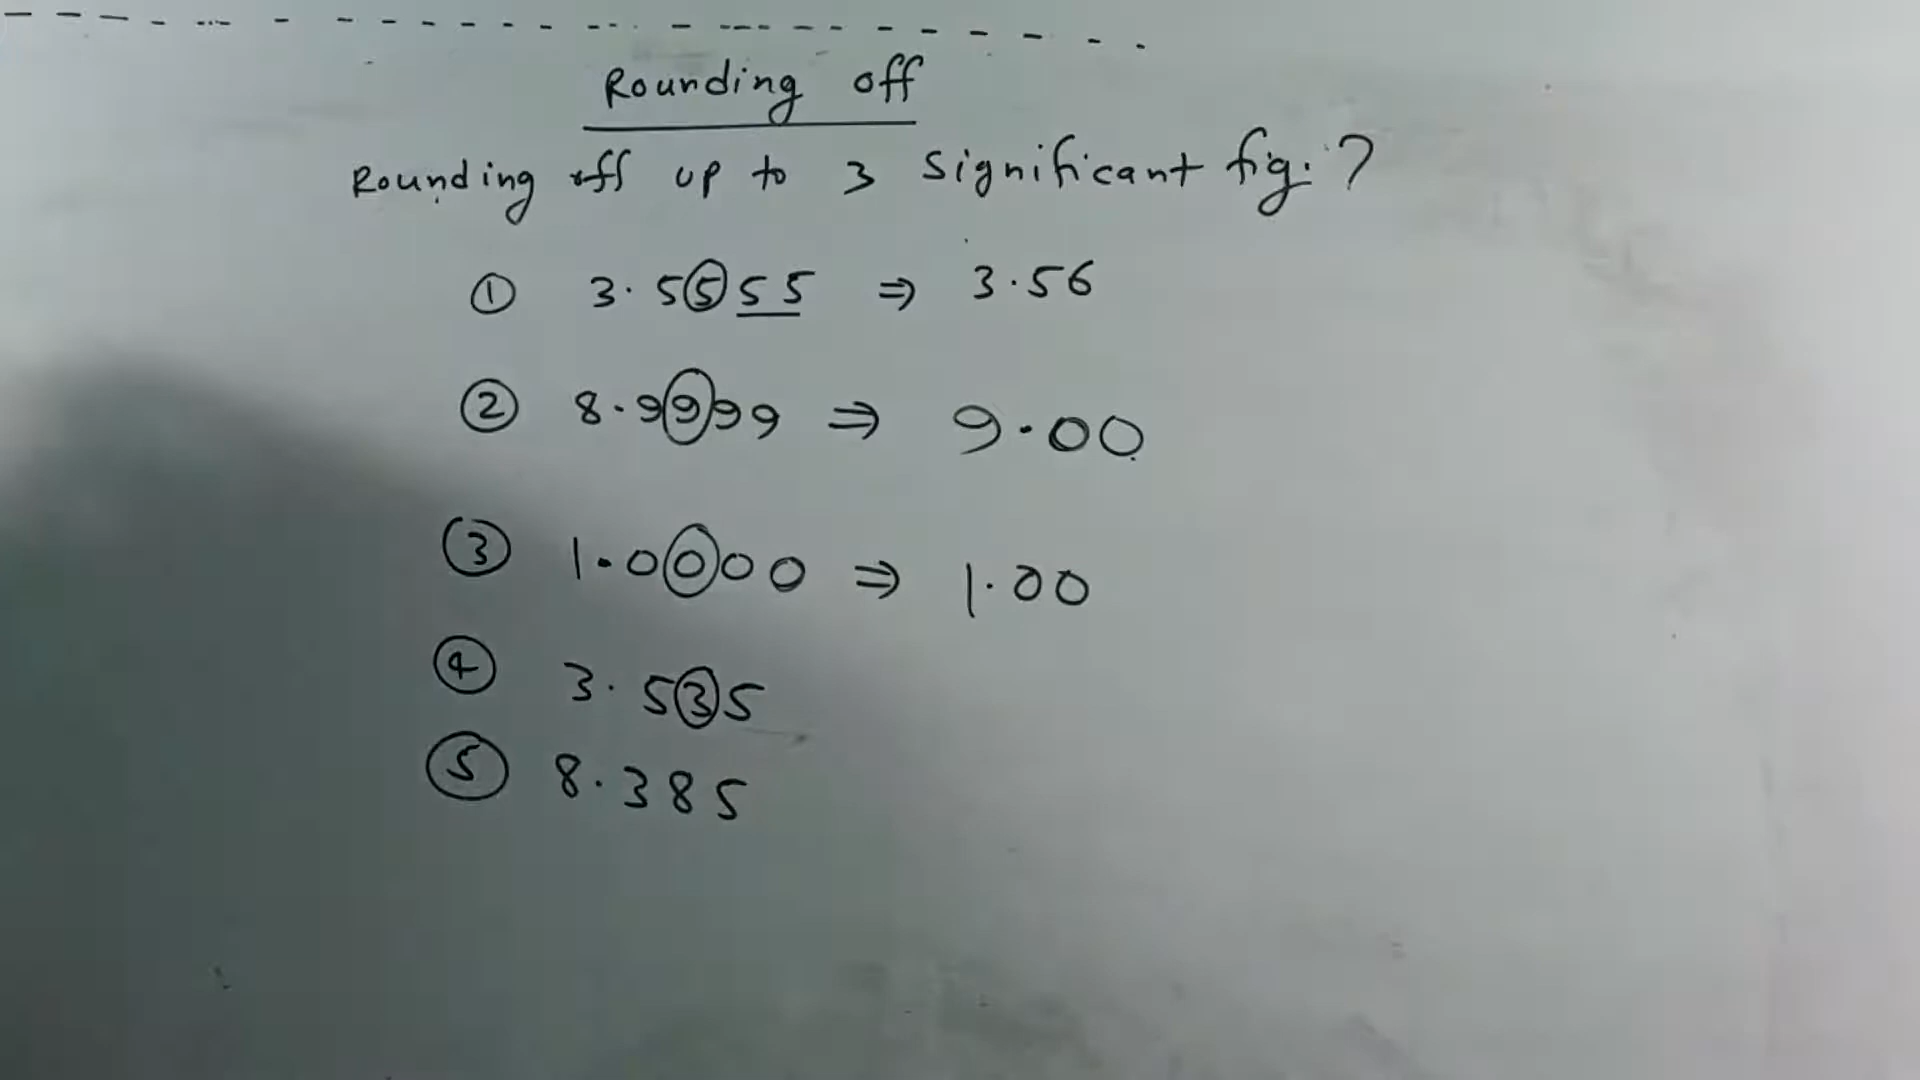 Rounding off
Rounding off up to 3 significant fig. ?
① 3.5555 ⇒ 3.56
② 8.9999 ⇒ 9.00
③ 1.0000 ⇒ 1.00
④ 3.535
⑤ 8.385